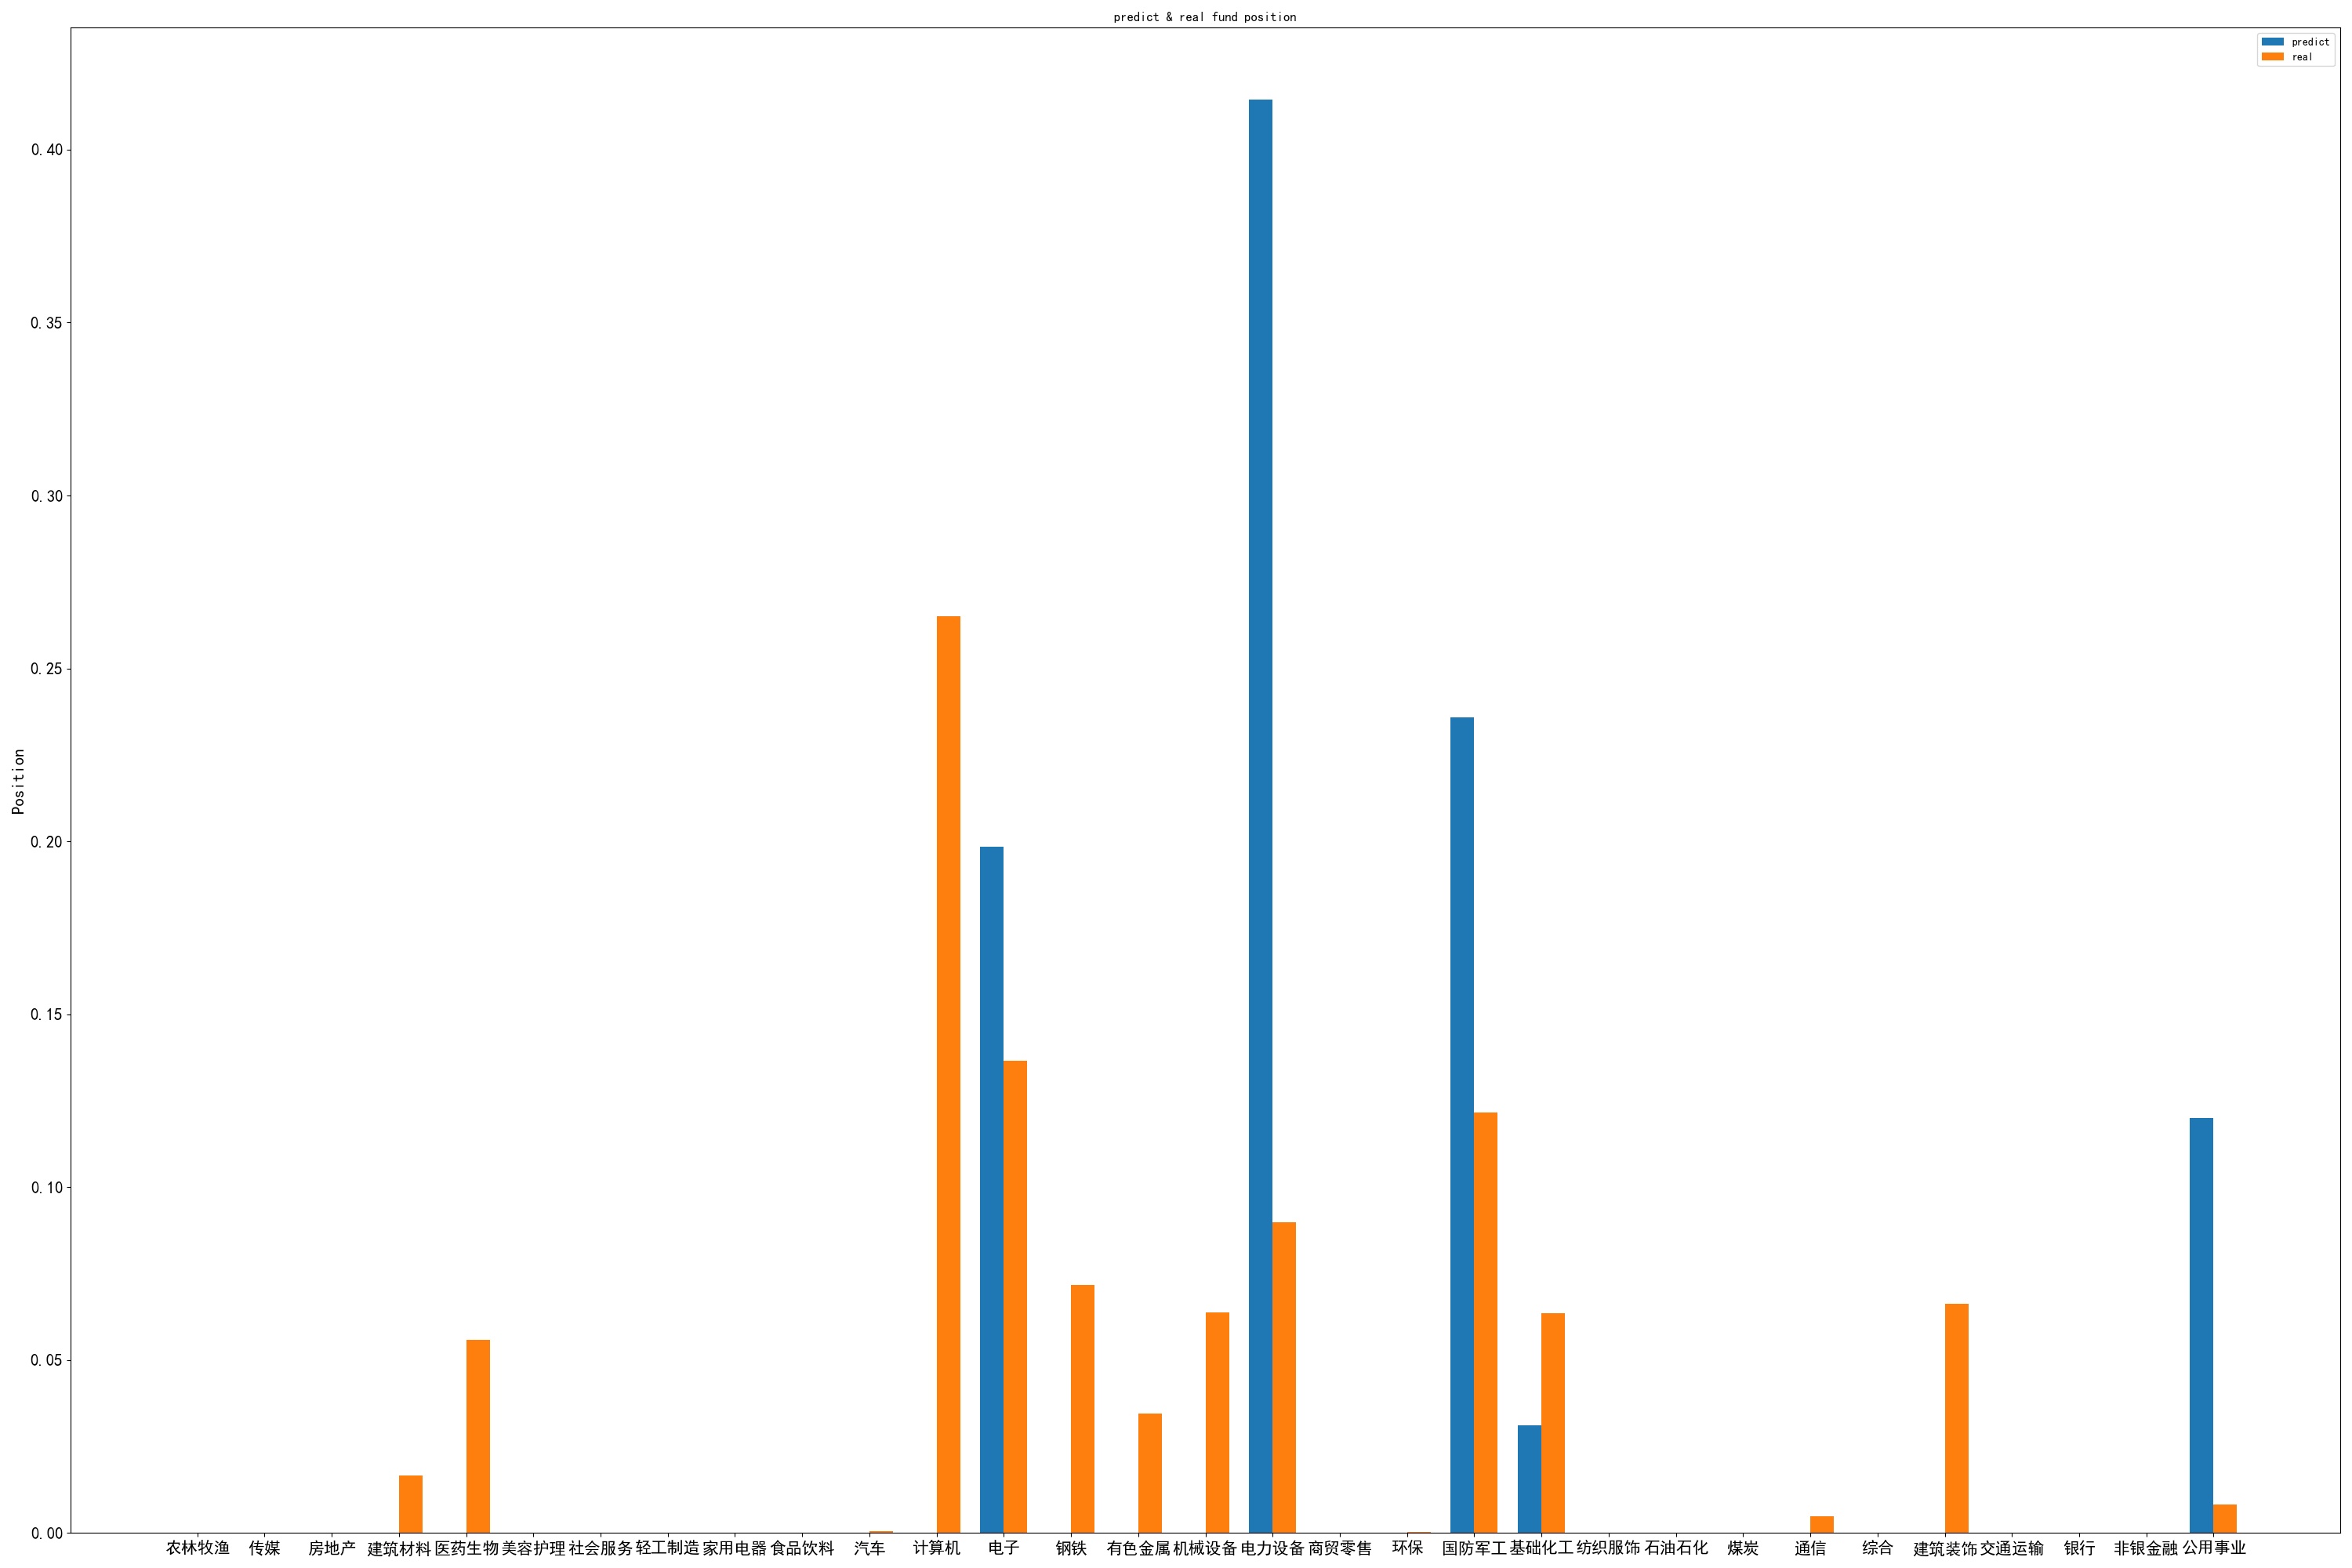 predict & real fund position
predict
real
Position
0.40
0.35
0.30
0.25
0.20
0.15
0.10
0.05
0.00
农林牧渔 传媒 房地产 建筑材料 医药生物 美容护理 社会服务 轻工制造 家用电器 食品饮料 汽车 计算机 电子 钢铁 有色金属 机械设备 电力设备 商贸零售 环保 国防军工 基础化工 纺织服饰 石油石化 煤炭 通信 综合 建筑装饰 交通运输 银行 非银金融 公用事业